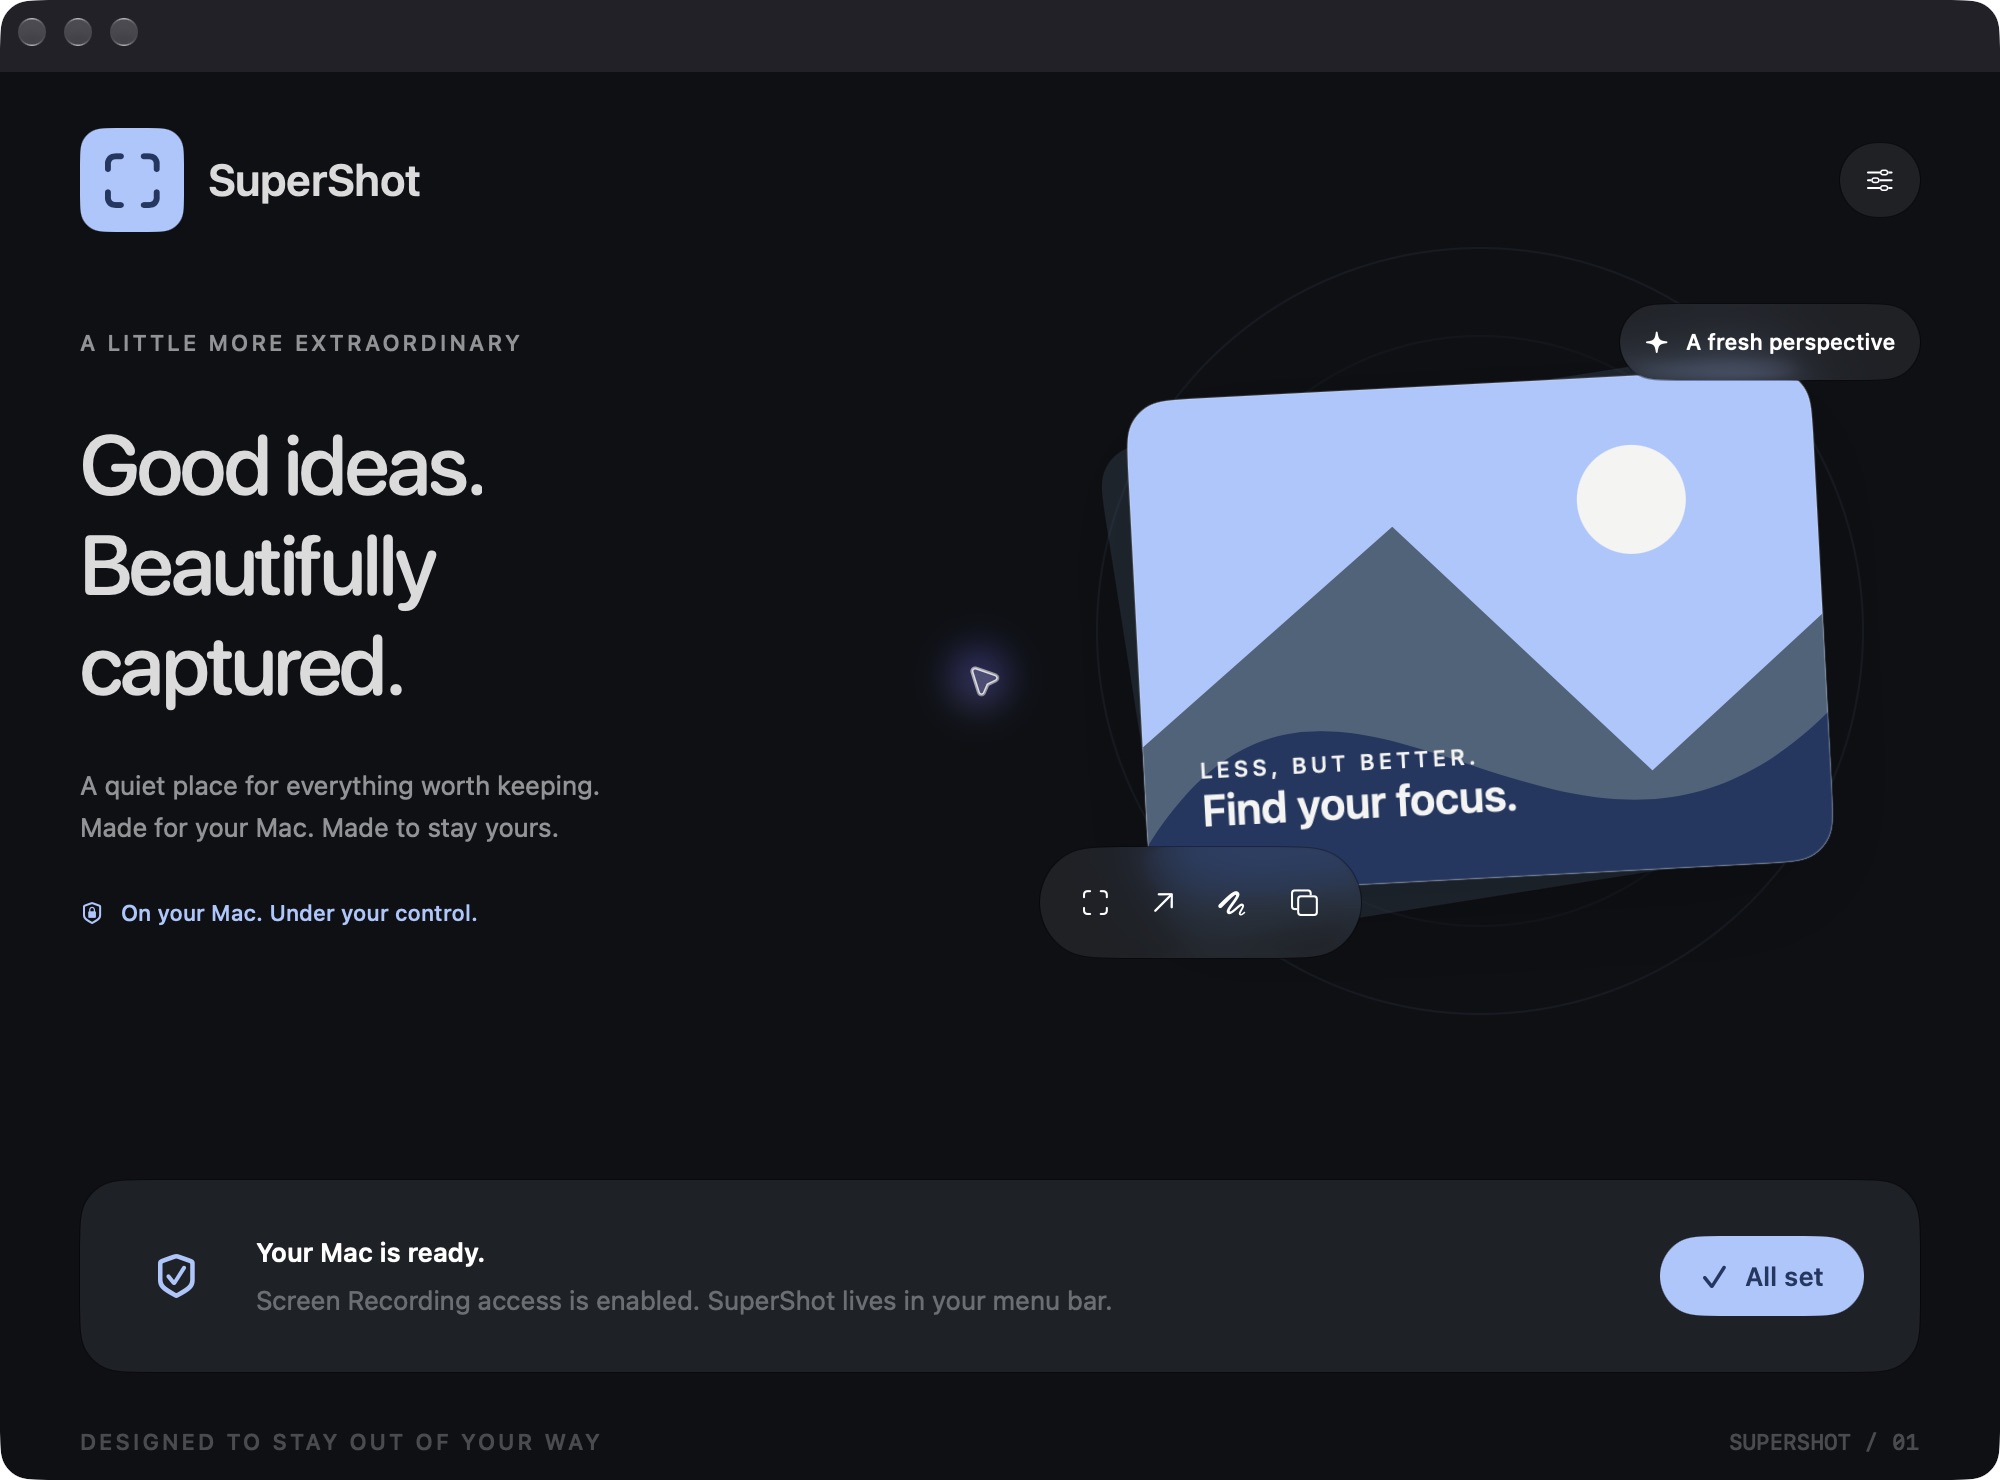 SuperShot
A LITTLE MORE EXTRAORDINARY
Good ideas.
Beautifully
captured.
A quiet place for everything worth keeping.
Made for your Mac. Made to stay yours.
On your Mac. Under your control.
A fresh perspective
LESS, BUT BETTER.
Find your focus.
Your Mac is ready.
Screen Recording access is enabled. SuperShot lives in your menu bar.
All set
DESIGNED TO STAY OUT OF YOUR WAY
SUPERSHOT / 01